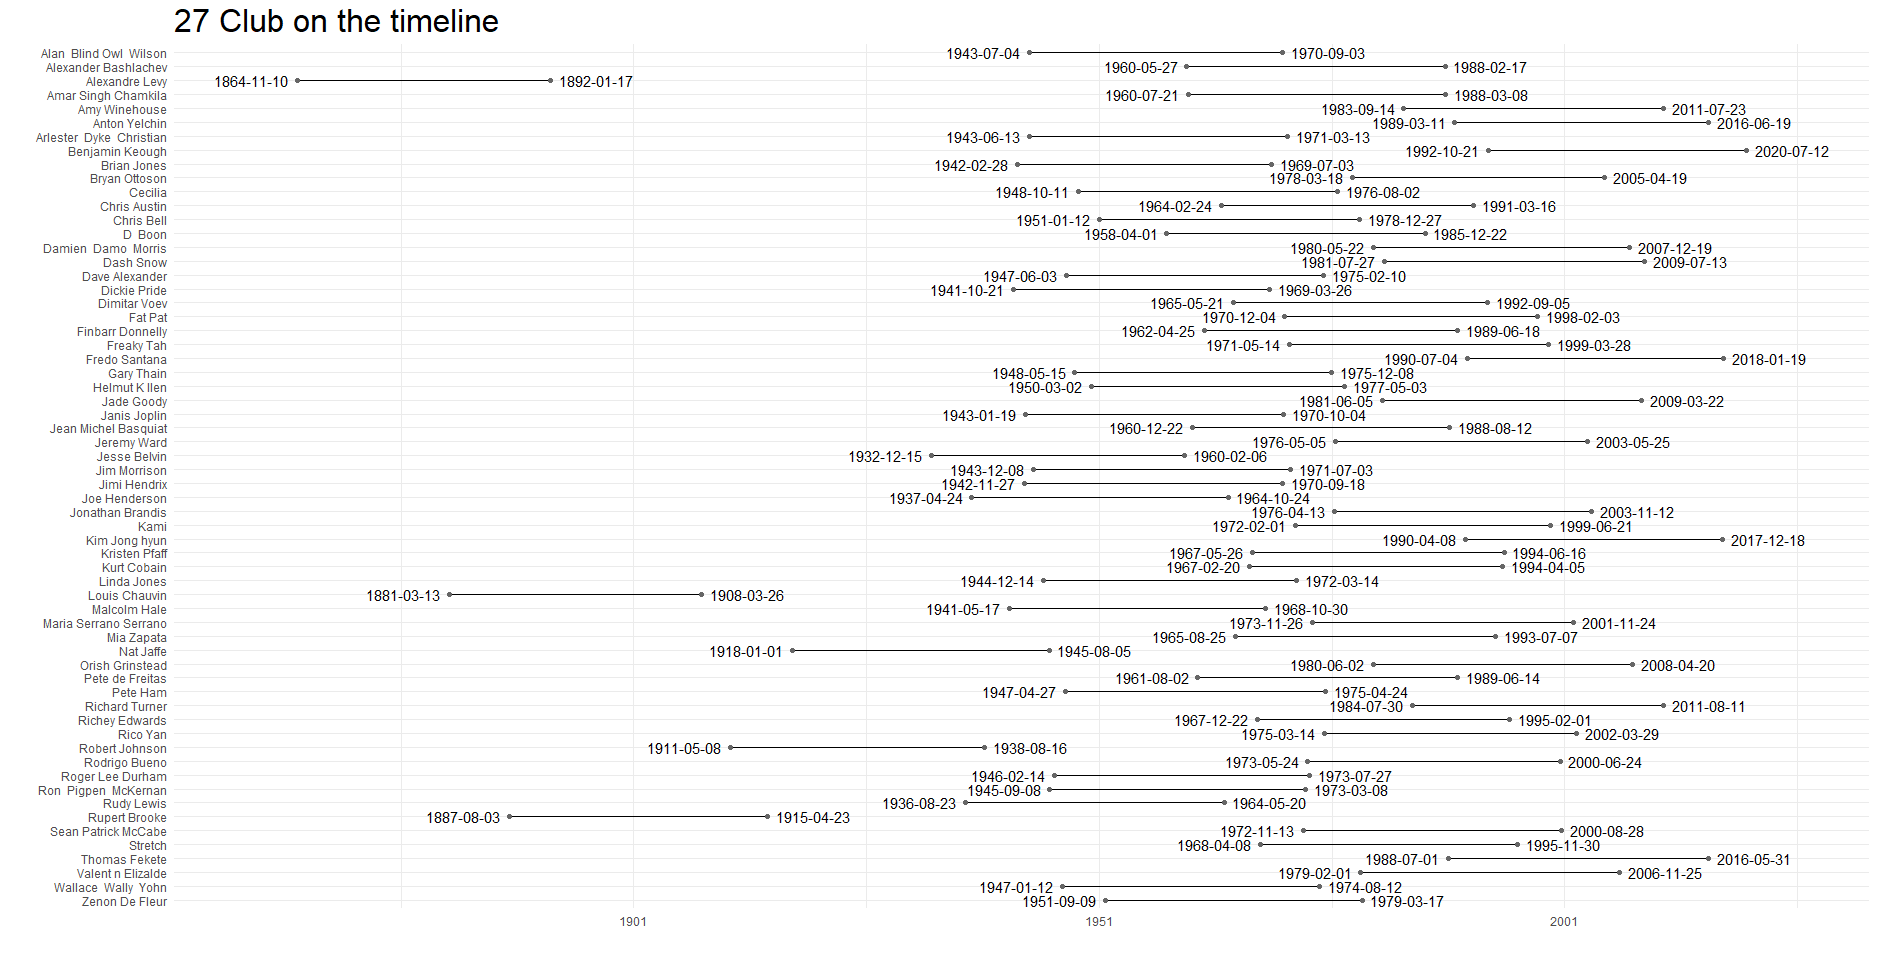 27 Club on the timeline
Alan Blind Owl Wilson 1943-07-04 1970-09-03
Alexander Bashlachev 1960-05-27 1988-02-17
Alexandre Levy 1864-11-10 1892-01-17
Amar Singh Chamkila 1960-07-21 1988-03-08
Amy Winehouse 1983-09-14 2011-07-23
Anton Yelchin 1989-03-11 2016-06-19
Arlester Dyke Christian 1943-06-13 1971-03-13
Benjamin Keough 1992-10-21 2020-07-12
Brian Jones 1942-02-28 1969-07-03
Bryan Ottoson 1978-03-18 2005-04-19
Cecilia 1948-10-11 1976-08-02
Chris Austin 1964-02-24 1991-03-16
Chris Bell 1951-01-12 1978-12-27
D Boon 1958-04-01 1985-12-22
Damien Damo Morris 1980-05-22 2007-12-19
Dash Snow 1981-07-27 2009-07-13
Dave Alexander 1947-06-03 1975-02-10
Dickie Pride 1941-10-21 1969-03-26
Dimitar Voev 1965-05-21 1992-09-05
Fat Pat 1970-12-04 1998-02-03
Finbarr Donnelly 1962-04-25 1989-06-18
Freaky Tah 1971-05-14 1999-03-28
Fredo Santana 1990-07-04 2018-01-19
Gary Thain 1948-05-15 1975-12-08
Helmut K llen 1950-03-02 1977-05-03
Jade Goody 1981-06-05 2009-03-22
Janis Joplin 1943-01-19 1970-10-04
Jean Michel Basquiat 1960-12-22 1988-08-12
Jeremy Ward 1976-05-05 2003-05-25
Jesse Belvin 1932-12-15 1960-02-06
Jim Morrison 1943-12-08 1971-07-03
Jimi Hendrix 1942-11-27 1970-09-18
Joe Henderson 1937-04-24 1964-10-24
Jonathan Brandis 1976-04-13 2003-11-12
Kami 1972-02-01 1999-06-21
Kim Jong hyun 1990-04-08 2017-12-18
Kristen Pfaff 1967-05-26 1994-06-16
Kurt Cobain 1967-02-20 1994-04-05
Linda Jones 1944-12-14 1972-03-14
Louis Chauvin 1881-03-13 1908-03-26
Malcolm Hale 1941-05-17 1968-10-30
Maria Serrano Serrano 1973-11-26 2001-11-24
Mia Zapata 1965-08-25 1993-07-07
Nat Jaffe 1918-01-01 1945-08-05
Orish Grinstead 1980-06-02 2008-04-20
Pete de Freitas 1961-08-02 1989-06-14
Pete Ham 1947-04-27 1975-04-24
Richard Turner 1984-07-30 2011-08-11
Richey Edwards 1967-12-22 1995-02-01
Rico Yan 1975-03-14 2002-03-29
Robert Johnson 1911-05-08 1938-08-16
Rodrigo Bueno 1973-05-24 2000-06-24
Roger Lee Durham 1946-02-14 1973-07-27
Ron Pigpen McKernan 1945-09-08 1973-03-08
Rudy Lewis 1936-08-23 1964-05-20
Rupert Brooke 1887-08-03 1915-04-23
Sean Patrick McCabe 1972-11-13 2000-08-28
Stretch 1968-04-08 1995-11-30
Thomas Fekete 1988-07-01 2016-05-31
Valent n Elizalde 1979-02-01 2006-11-25
Wallace Wally Yohn 1947-01-12 1974-08-12
Zenon De Fleur 1951-09-09 1979-03-17
1901 1951 2001